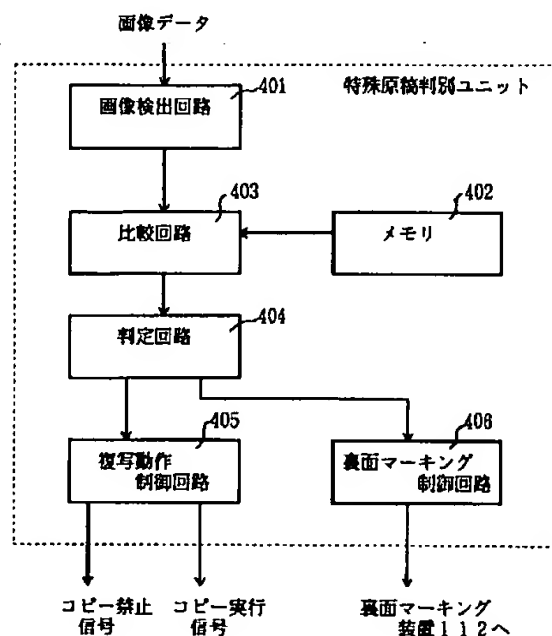 画像データ
特殊原稿判別ユニット
401
画像検出回路
403
402
比較回路
メモリ
404
判定回路
405
406
複写動作
制御回路
裏面マーキング
制御回路
コピー禁止
信号
コピー実行
信号
裏面マーキング
装置112へ